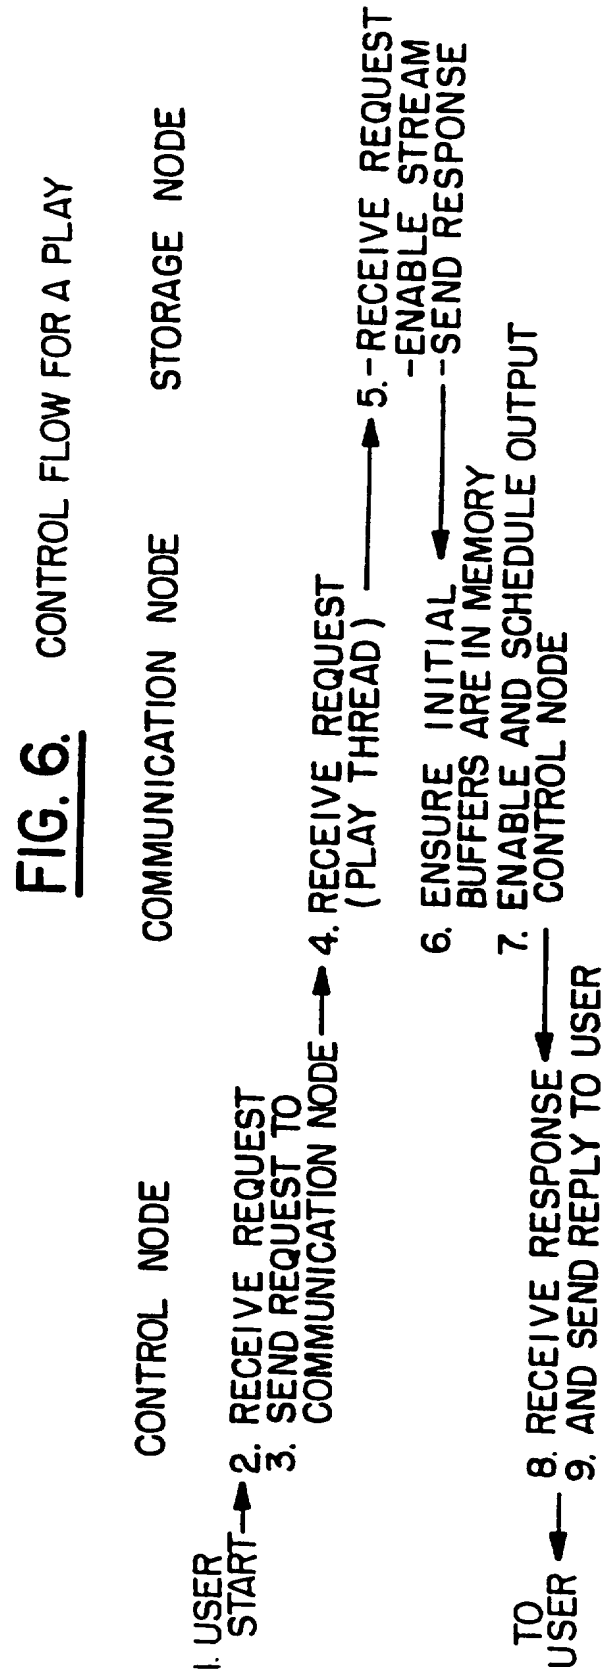 FIG. 6.
CONTROL FLOW FOR A PLAY
CONTROL NODE
COMMUNICATION NODE
STORAGE NODE
1. USER
START
2. RECEIVE REQUEST
3. SEND REQUEST TO
COMMUNICATION NODE
4. RECEIVE REQUEST
(PLAY THREAD)
5. -RECEIVE REQUEST
-ENABLE STREAM
-SEND RESPONSE
6. ENSURE INITIAL
BUFFERS ARE IN MEMORY
7. ENABLE AND SCHEDULE OUTPUT
CONTROL NODE
8. RECEIVE RESPONSE
9. AND SEND REPLY TO USER
TO
USER